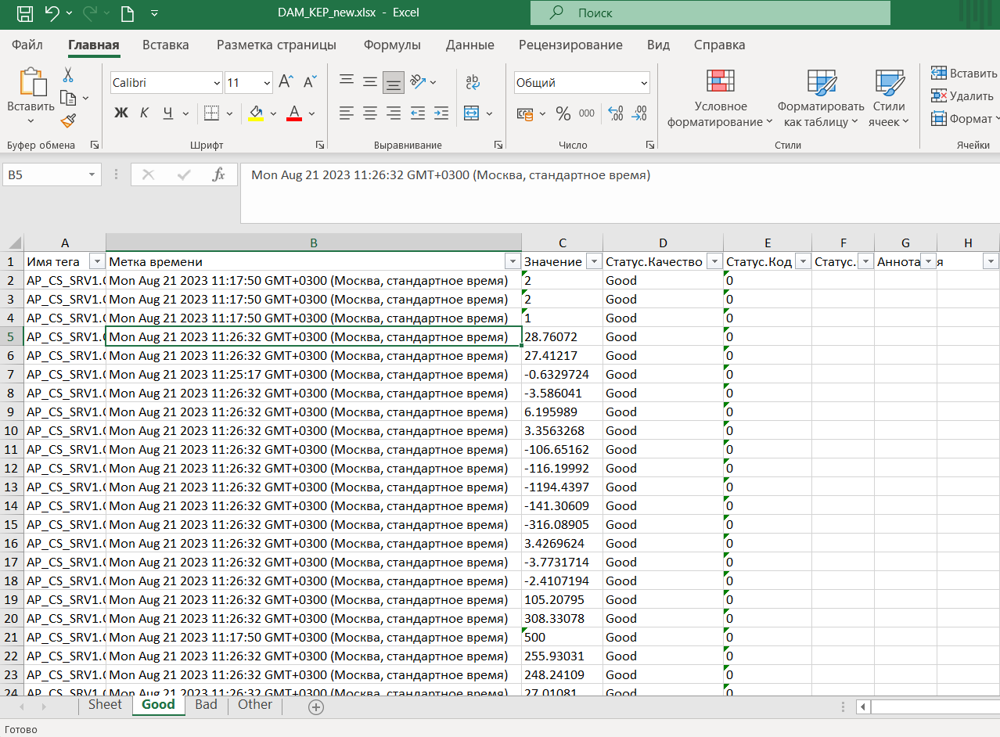 DAM_KEP_new.xlsx - Excel
Поиск
Файл Главная Вставка Разметка страницы Формулы Данные Рецензирование Вид Справка
Вставить
Буфер обмена
Calibri 11
Ж К Ч
Шрифт
Выравнивание
Общий
% 000
Число
Условное форматирование
Форматировать как таблицу
Стили ячеек
Стили
Вставить
Удалить
Формат
Ячейки
B5 fx Mon Aug 21 2023 11:26:32 GMT+0300 (Москва, стандартное время)
A B C D E F G H
1 Имя тега Метка времени Значение Статус.Качество Статус.Код Статус. Аннота я
2 AP_CS_SRV1.( Mon Aug 21 2023 11:17:50 GMT+0300 (Москва, стандартное время) 2 Good 0
3 AP_CS_SRV1.( Mon Aug 21 2023 11:17:50 GMT+0300 (Москва, стандартное время) 2 Good 0
4 AP_CS_SRV1.( Mon Aug 21 2023 11:17:50 GMT+0300 (Москва, стандартное время) 1 Good 0
5 AP_CS_SRV1.( Mon Aug 21 2023 11:26:32 GMT+0300 (Москва, стандартное время) 28.76072 Good 0
6 AP_CS_SRV1.( Mon Aug 21 2023 11:26:32 GMT+0300 (Москва, стандартное время) 27.41217 Good 0
7 AP_CS_SRV1.( Mon Aug 21 2023 11:25:17 GMT+0300 (Москва, стандартное время) -0.6329724 Good 0
8 AP_CS_SRV1.( Mon Aug 21 2023 11:26:32 GMT+0300 (Москва, стандартное время) -3.586041 Good 0
9 AP_CS_SRV1.( Mon Aug 21 2023 11:26:32 GMT+0300 (Москва, стандартное время) 6.195989 Good 0
10 AP_CS_SRV1.( Mon Aug 21 2023 11:26:32 GMT+0300 (Москва, стандартное время) 3.3563268 Good 0
11 AP_CS_SRV1.( Mon Aug 21 2023 11:26:32 GMT+0300 (Москва, стандартное время) -106.65162 Good 0
12 AP_CS_SRV1.( Mon Aug 21 2023 11:26:32 GMT+0300 (Москва, стандартное время) -116.19992 Good 0
13 AP_CS_SRV1.( Mon Aug 21 2023 11:26:32 GMT+0300 (Москва, стандартное время) -1194.4397 Good 0
14 AP_CS_SRV1.( Mon Aug 21 2023 11:26:32 GMT+0300 (Москва, стандартное время) -141.30609 Good 0
15 AP_CS_SRV1.( Mon Aug 21 2023 11:26:32 GMT+0300 (Москва, стандартное время) -316.08905 Good 0
16 AP_CS_SRV1.( Mon Aug 21 2023 11:26:32 GMT+0300 (Москва, стандартное время) 3.4269624 Good 0
17 AP_CS_SRV1.( Mon Aug 21 2023 11:26:32 GMT+0300 (Москва, стандартное время) -3.7731714 Good 0
18 AP_CS_SRV1.( Mon Aug 21 2023 11:26:32 GMT+0300 (Москва, стандартное время) -2.4107194 Good 0
19 AP_CS_SRV1.( Mon Aug 21 2023 11:26:32 GMT+0300 (Москва, стандартное время) 105.20795 Good 0
20 AP_CS_SRV1.( Mon Aug 21 2023 11:26:32 GMT+0300 (Москва, стандартное время) 308.33078 Good 0
21 AP_CS_SRV1.( Mon Aug 21 2023 11:17:50 GMT+0300 (Москва, стандартное время) 500 Good 0
22 AP_CS_SRV1.( Mon Aug 21 2023 11:26:32 GMT+0300 (Москва, стандартное время) 255.93031 Good 0
23 AP_CS_SRV1.( Mon Aug 21 2023 11:26:32 GMT+0300 (Москва, стандартное время) 248.24109 Good 0
24 AP_CS_SRV1.( Mon Aug 21 2023 11:26:32 GMT+0300 (Москва, стандартное время) 27.01081 Good 0
Sheet Good Bad Other
Готово